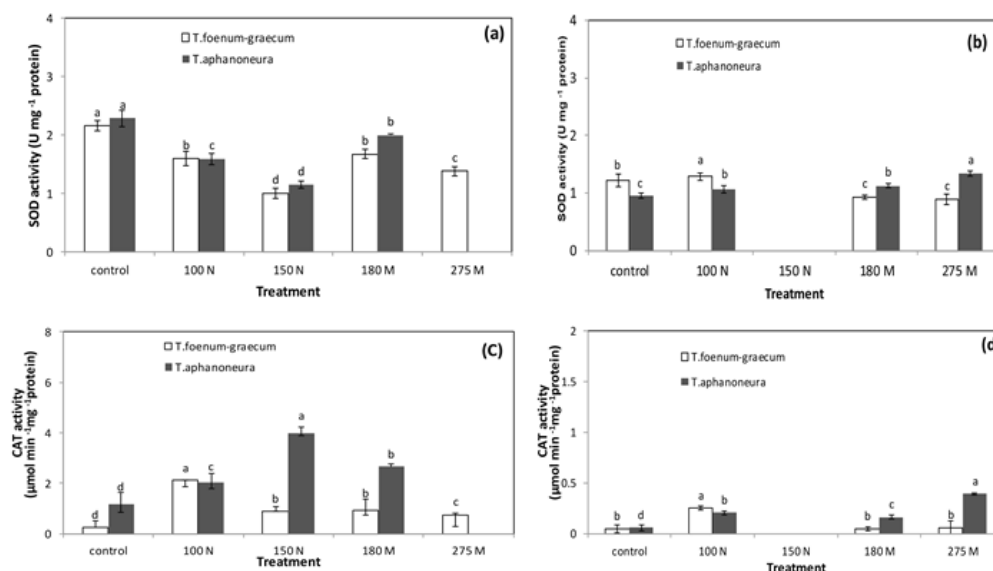 (a)
T.foenum-graecum
T.aphanoneura
SOD activity (U mg -1 protein)
4
3
2
1
0
a a
b c
d d
b b
c
control 100 N 150 N 180 M 275 M
Treatment
(b)
T.foenum-graecum
T.aphanoneura
SOD activity (U mg -1 protein)
4
3
2
1
0
b c
a b
c b
c a
control 100 N 150 N 180 M 275 M
Treatment
(C)
T.foenum-graecum
T.aphanoneura
CAT activity
(µmol min -1mg -1protein)
8
6
4
2
0
d d
a c
b a
b b
c
control 100 N 150 N 180 M 275 M
Treatment
(d
T.foenum-graecum
T.aphanoneura
CAT activity
(µmol min -1mg -1protein)
2
1.5
1
0.5
0
b d
a b
b c
b a
control 100 N 150 N 180 M 275 M
Treatment